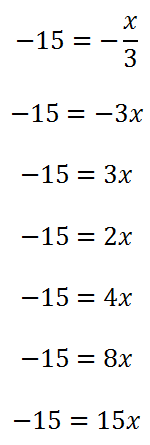 −15 = −x/3
−15 = −3x
−15 = 3x
−15 = 2x
−15 = 4x
−15 = 8x
−15 = 15x